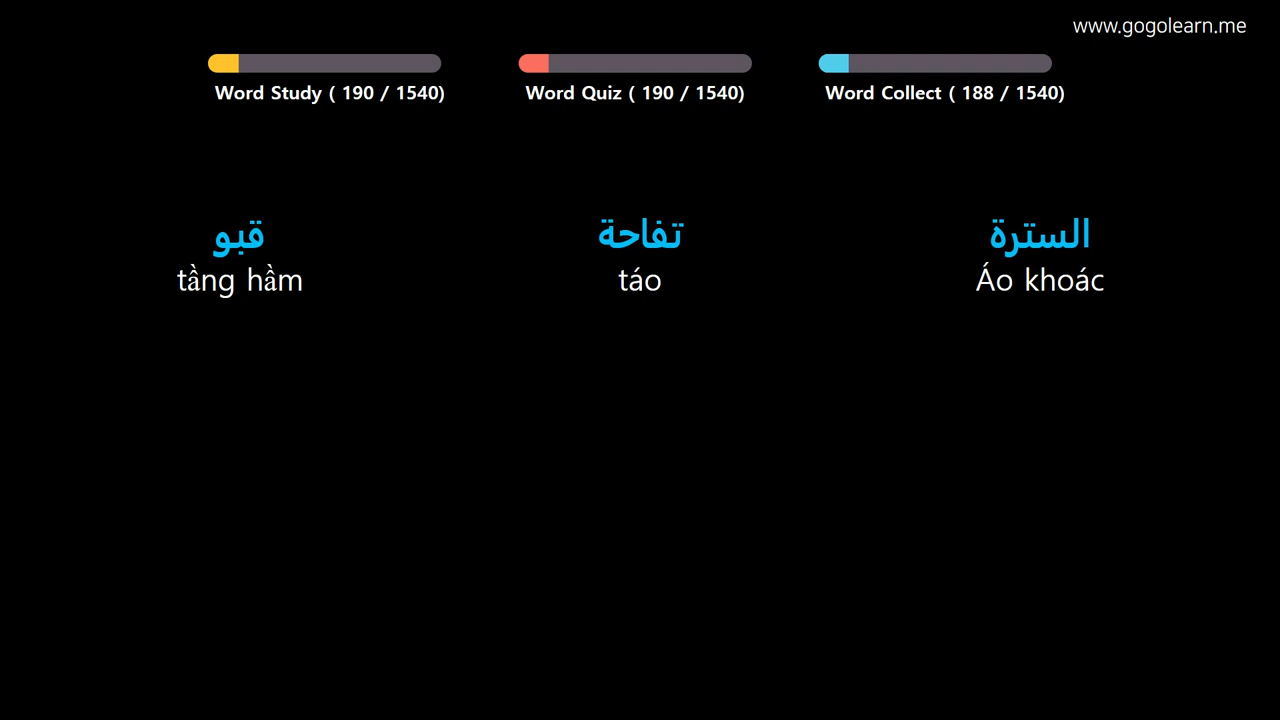 www.gogolearn.me
Word Study ( 190 / 1540)
Word Quiz ( 190 / 1540)
Word Collect ( 188 / 1540)
قبو
tầng hầm
تفاحة
táo
السترة
Áo khoác